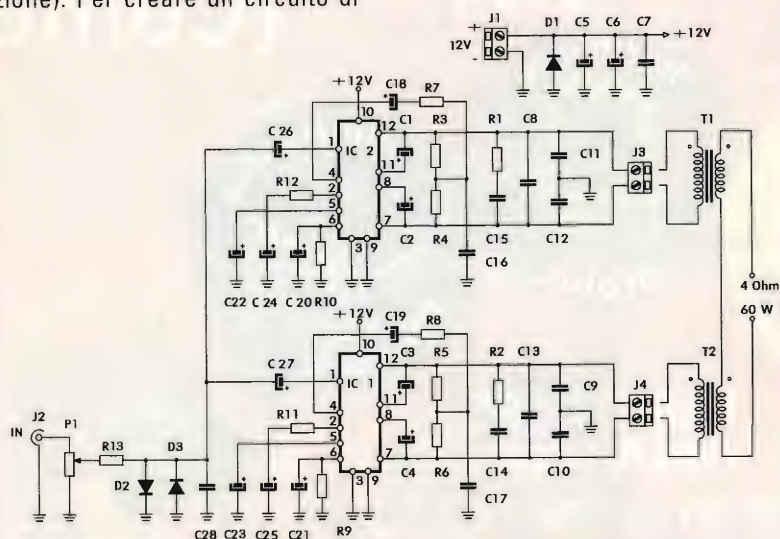 zione). Per creare un circuito di
J1
D1 C5 C6 C7
+
12V
-
+12V
+12V
C18 R7
10
12 C1 R3 R1 C8 T1
C 26
1 IC 2
C11 J3
4 11
R12 2 8
5
6 7
C2 R4 C15 C12
3 9
C16
C22 C 24 C 20 R10
4 Ohm
60 W
+12V
C19 R8
10
12 C3 R5 R2 C13 T2
C 27
1 IC 1
C9 J4
4 11
R11 2 8
5
6 7
C4 R6 C14 C10
3 9
C17
J2
IN P1 R13 D3
D2
C28 C23 C25 C21 R9